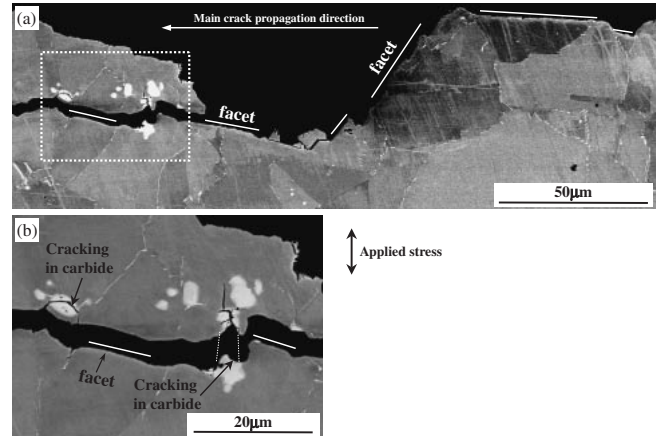 (a)
Main crack propagation direction
facet
facet
50μm
(b)
Cracking
in carbide
Applied stress
facet
Cracking
in carbide
20μm